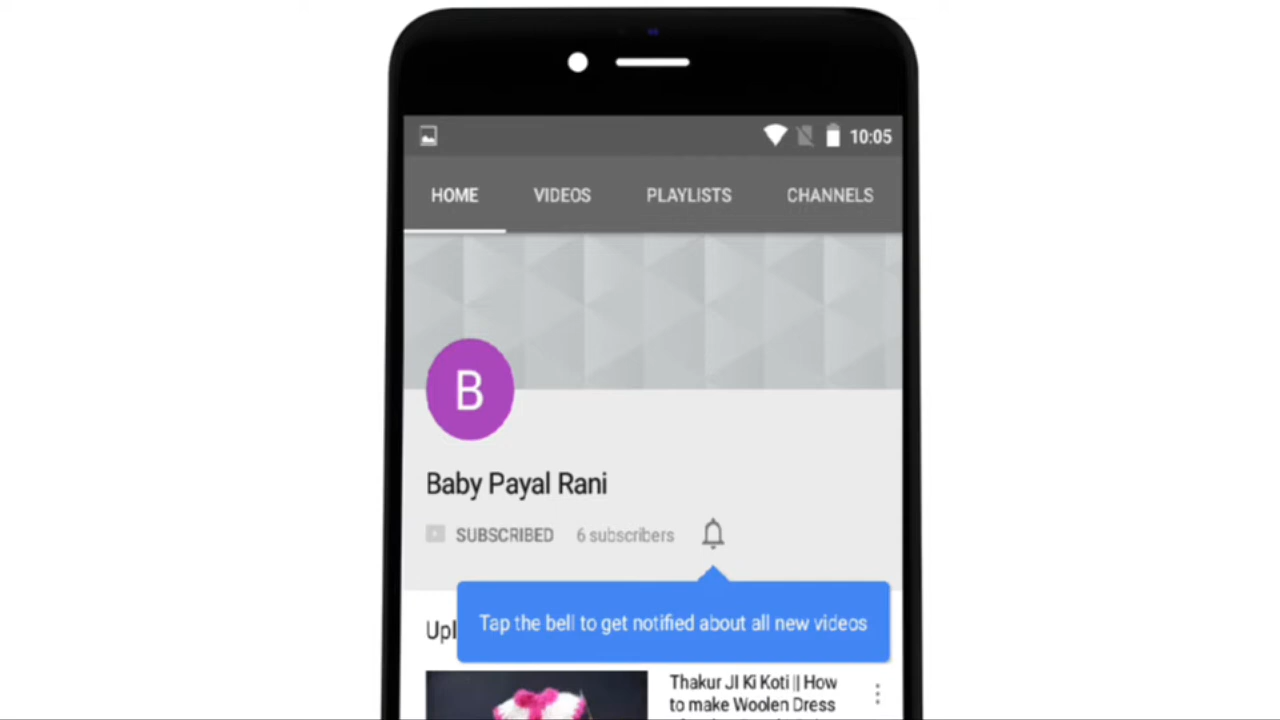 10:05
HOME VIDEOS PLAYLISTS CHANNELS
B
Baby Payal Rani
SUBSCRIBED 6 subscribers
Tap the bell to get notified about all new videos
Upl
Thakur JI Ki Koti || How
to make Woolen Dress